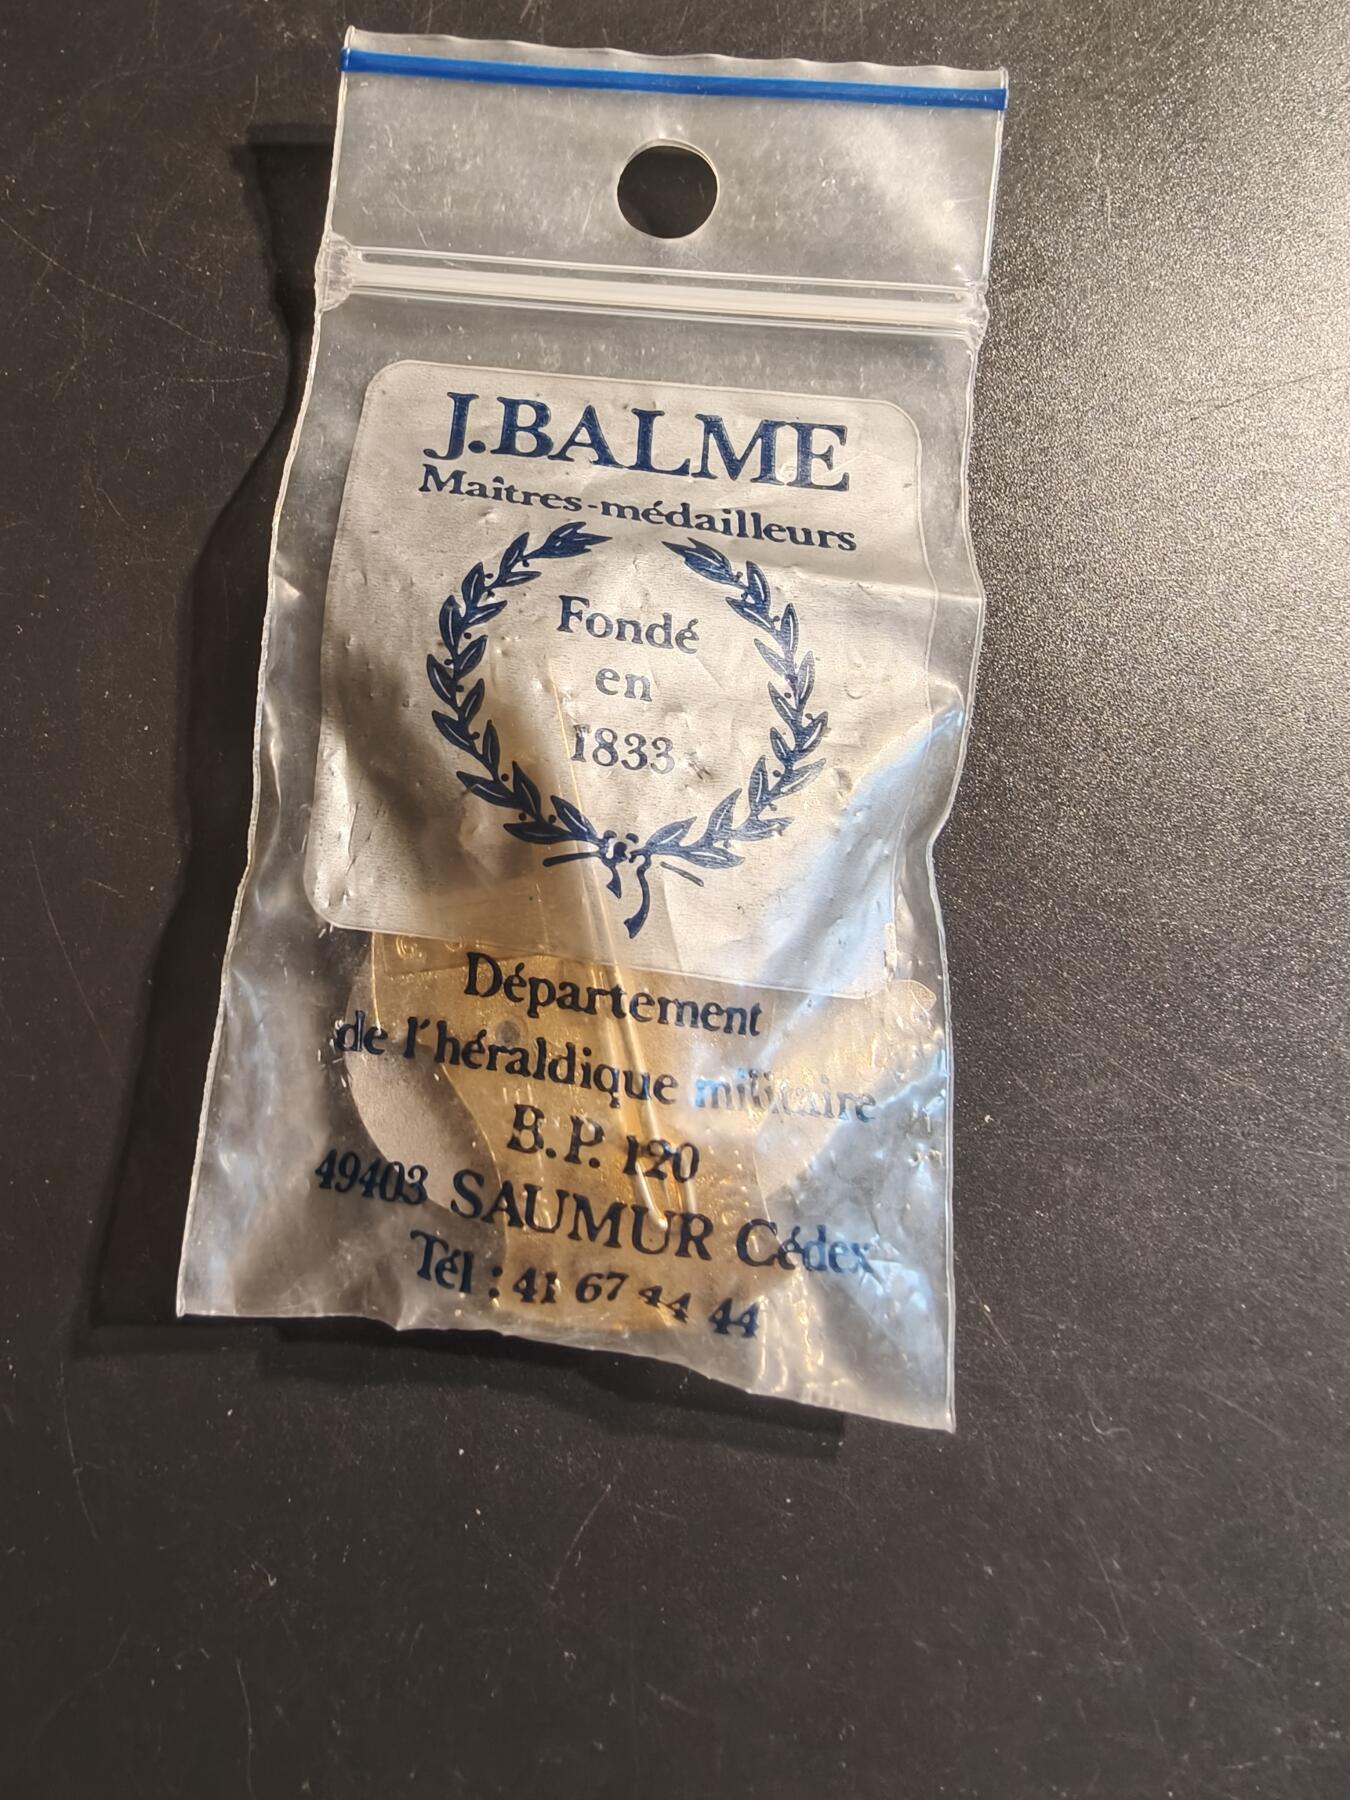 J.BALME
Maîtres-médailleurs
Fondé
en
1833
Département
de l'héraldique militaire
B.P. 120
49403 SAUMUR Cédex
Tél : 41 67 44 44